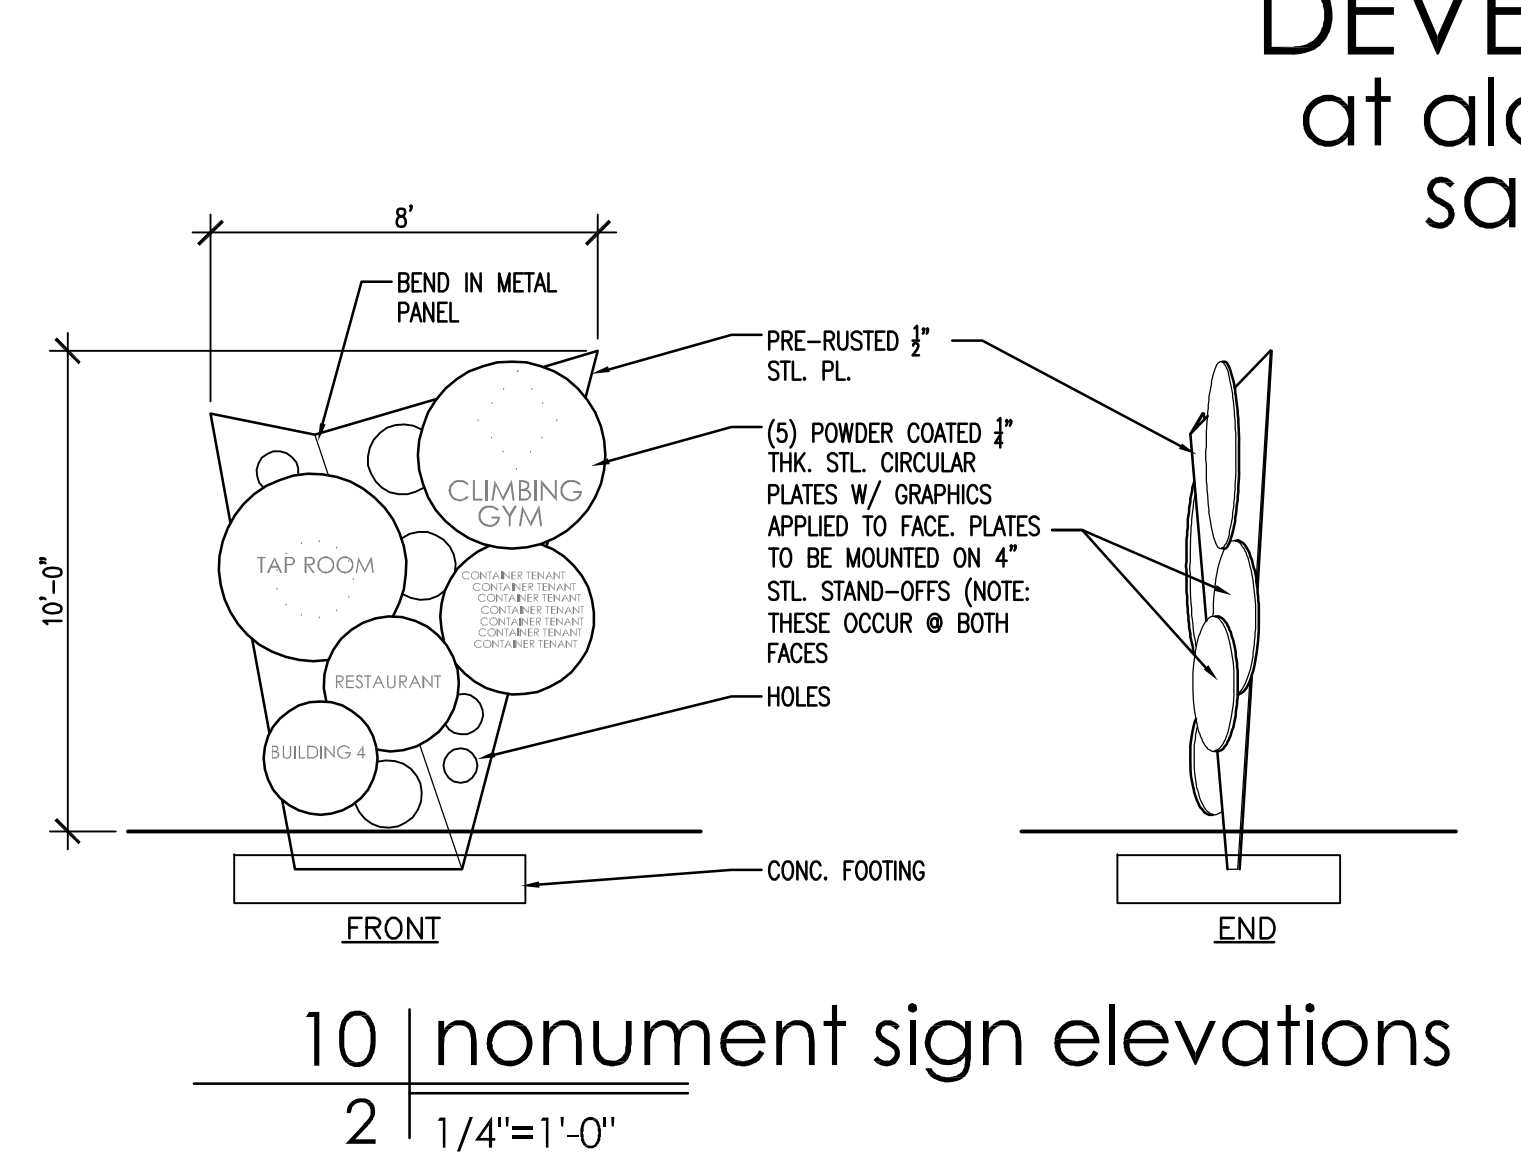 DEVE
at alc
sa
8'
BEND IN METAL
PANEL
PRE-RUSTED 1/2"
STL. PL.
(5) POWDER COATED 1/4"
THK. STL. CIRCULAR
PLATES W/ GRAPHICS
APPLIED TO FACE. PLATES
TO BE MOUNTED ON 4"
STL. STAND-OFFS (NOTE:
THESE OCCUR @ BOTH
FACES
HOLES
CONC. FOOTING
10'-0"
CLIMBING
GYM
TAP ROOM
CONTAINER TENANT
CONTAINER TENANT
CONTAINER TENANT
CONTAINER TENANT
CONTAINER TENANT
CONTAINER TENANT
CONTAINER TENANT
RESTAURANT
BUILDING 4
FRONT
END
10
nonument sign elevations
2
1/4"=1'-0"